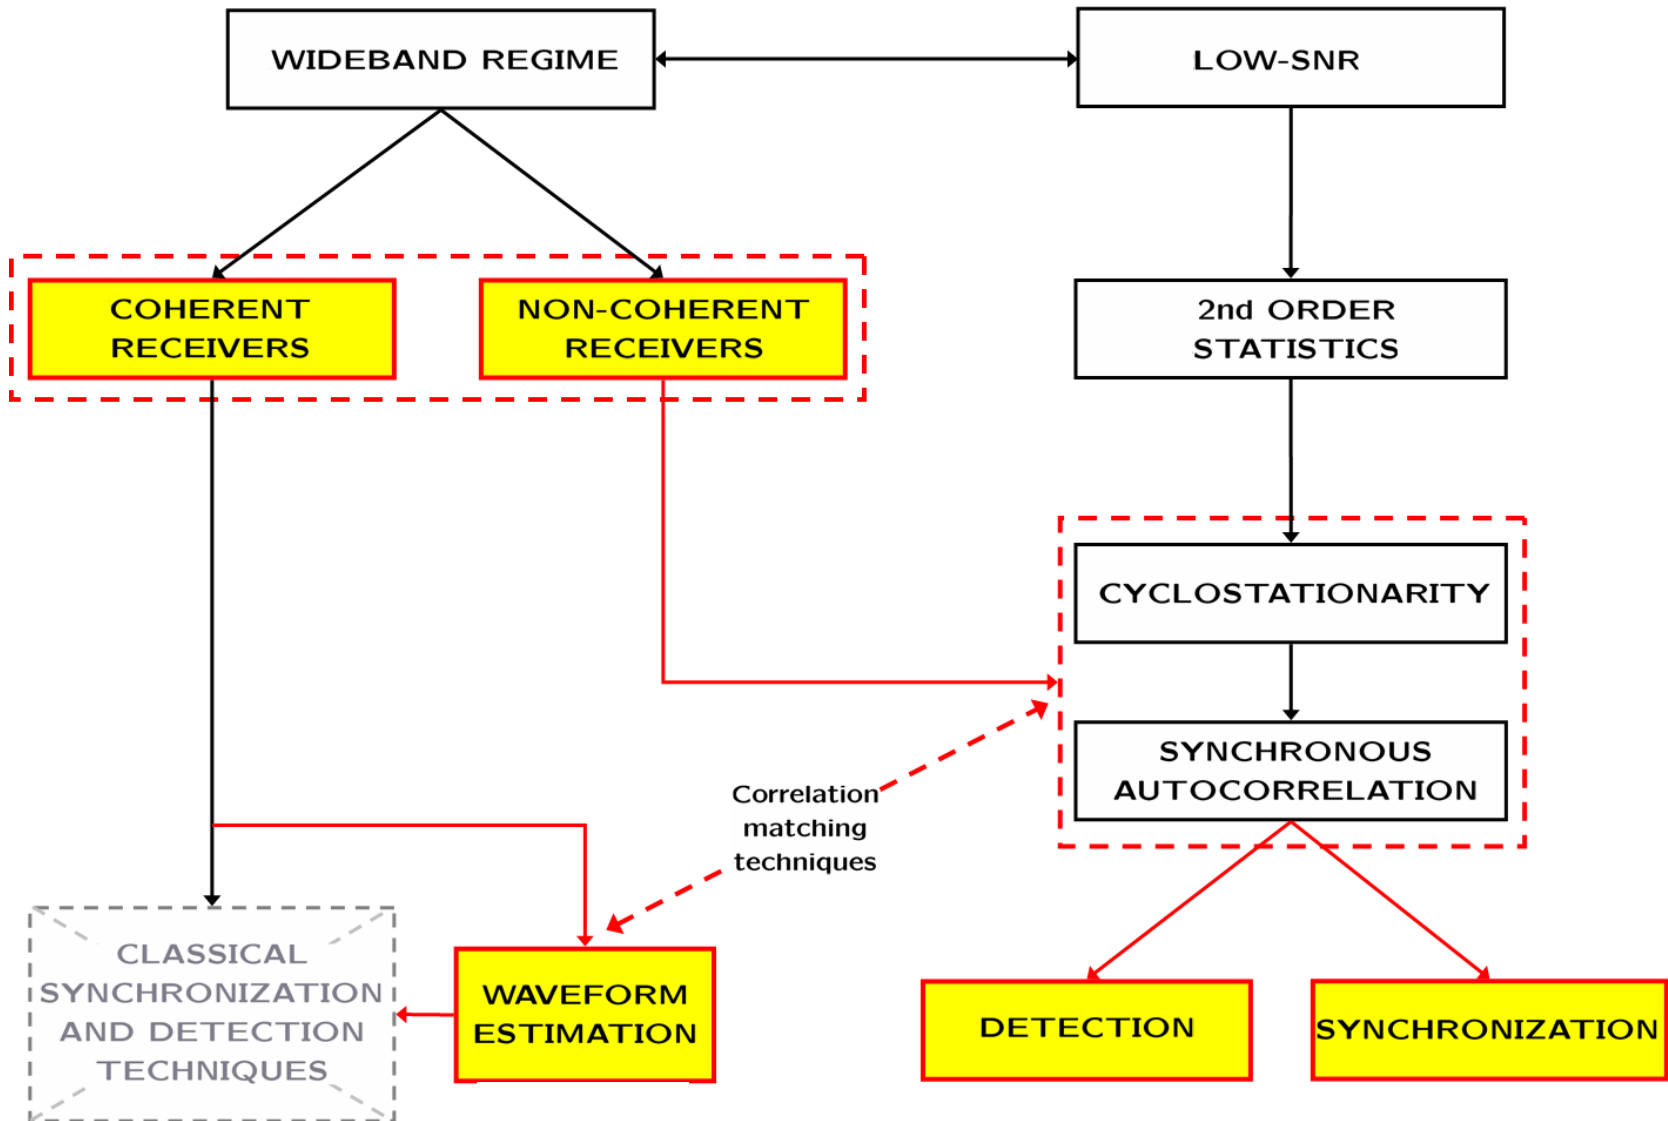 WIDEBAND REGIME
LOW-SNR
COHERENT
RECEIVERS
NON-COHERENT
RECEIVERS
2nd ORDER
STATISTICS
CYCLOSTATIONARITY
SYNCHRONOUS
AUTOCORRELATION
Correlation
matching
techniques
CLASSICAL
SYNCHRONIZATION
AND DETECTION
TECHNIQUES
WAVEFORM
ESTIMATION
DETECTION
SYNCHRONIZATION